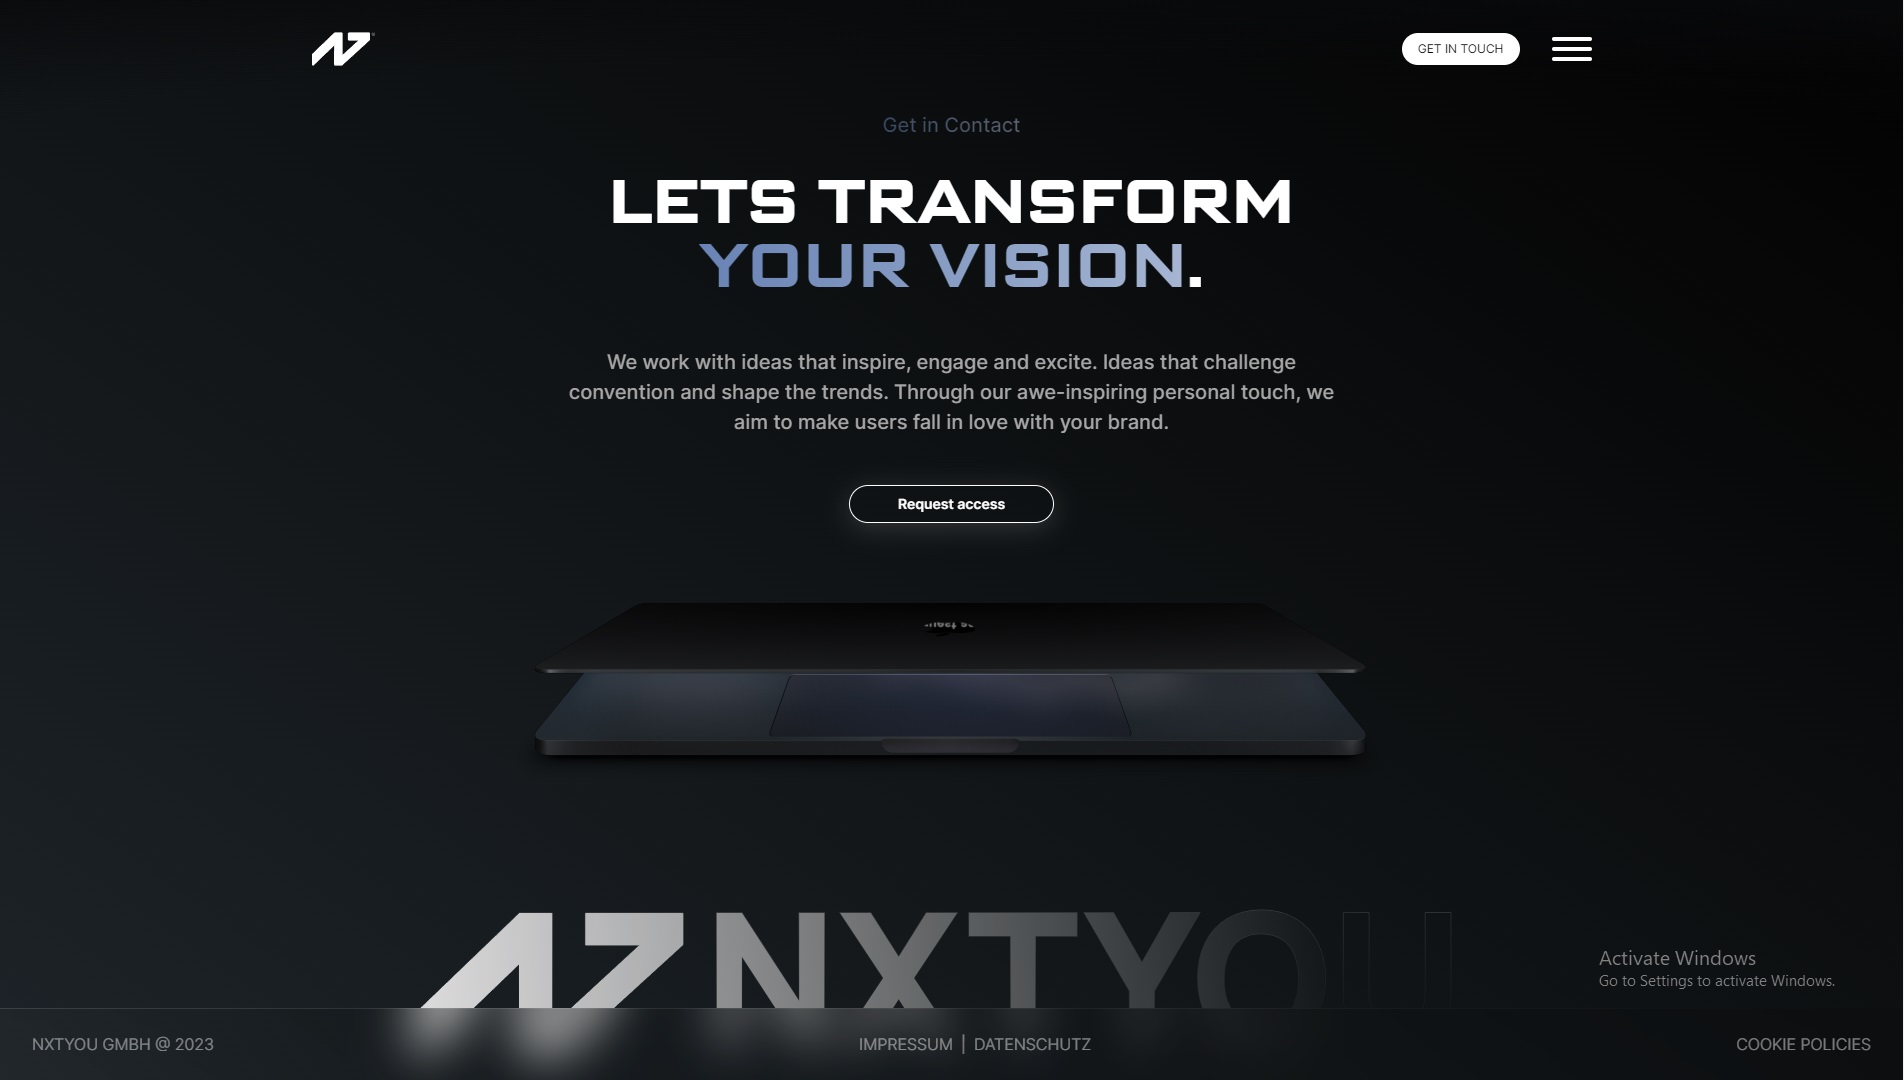 GET IN TOUCH
Get in Contact
LETS TRANSFORM
YOUR VISION.
We work with ideas that inspire, engage and excite. Ideas that challenge
convention and shape the trends. Through our awe-inspiring personal touch, we
aim to make users fall in love with your brand.
Request access
NXTYOU
Activate Windows
Go to Settings to activate Windows.
NXTYOU GMBH @ 2023
IMPRESSUM | DATENSCHUTZ
COOKIE POLICIES